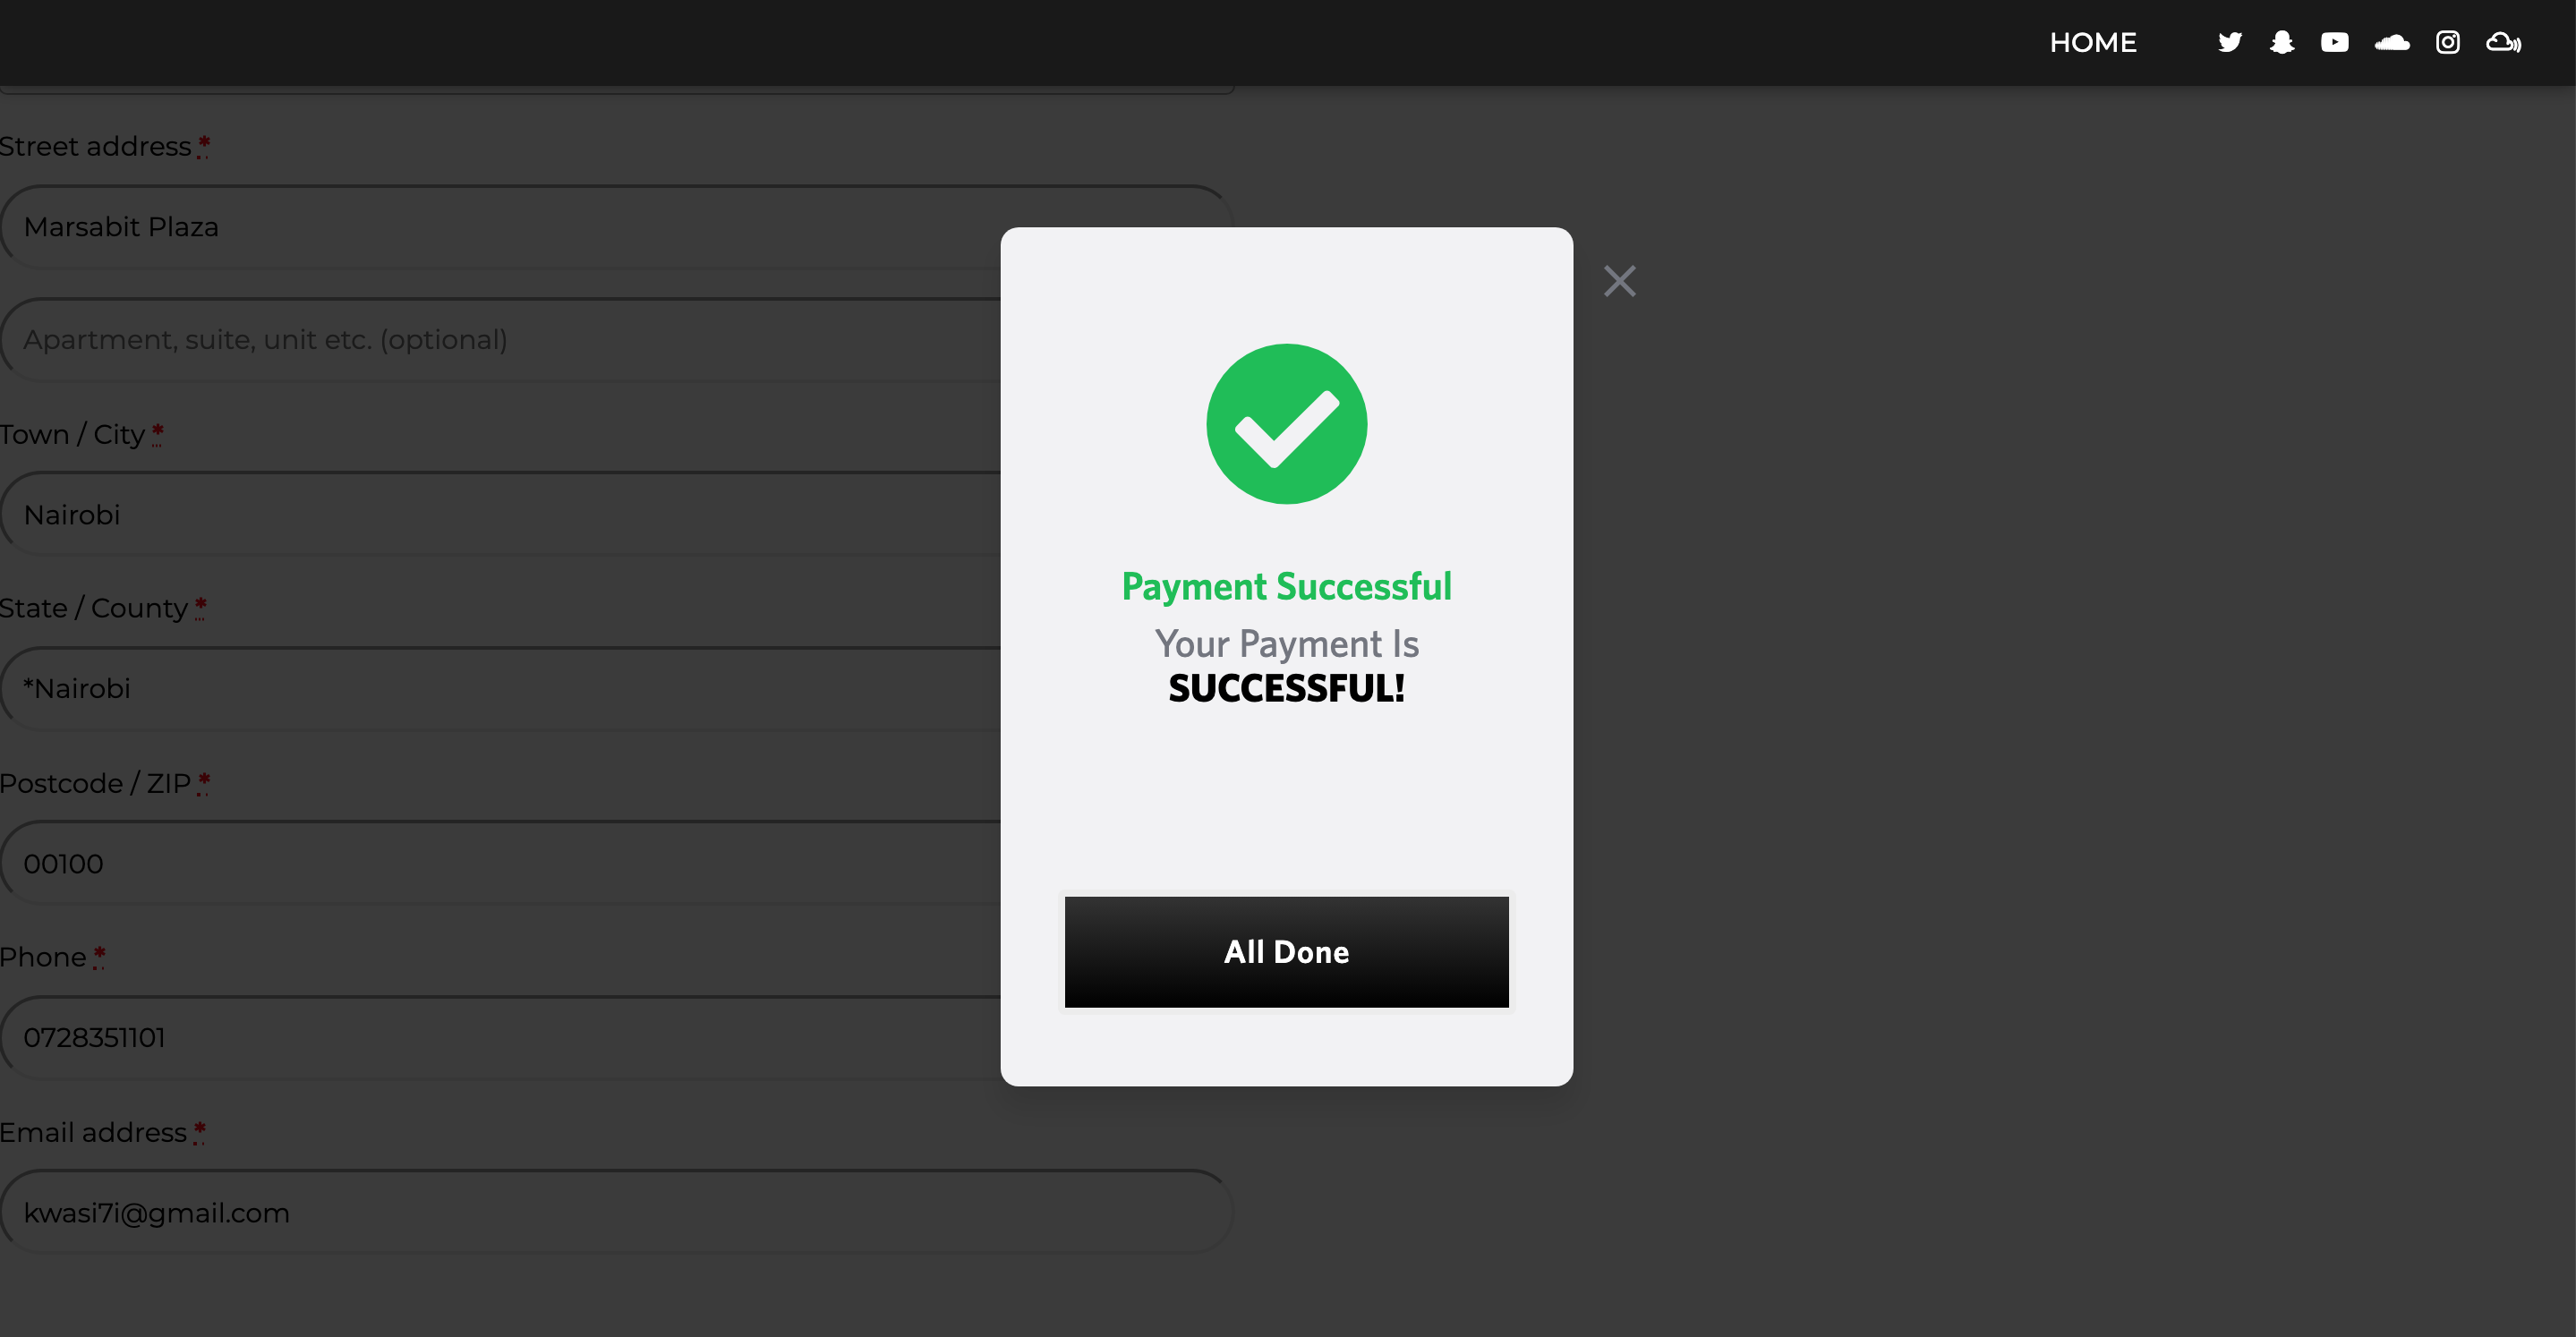 HOME
Street address *
Marsabit Plaza
Apartment, suite, unit etc. (optional)
Town / City *
Nairobi
State / County *
*Nairobi
Postcode / ZIP *
00100
Phone *
0728351101
Email address *
kwasi7i@gmail.com
Payment Successful
Your Payment Is
SUCCESSFUL!
All Done